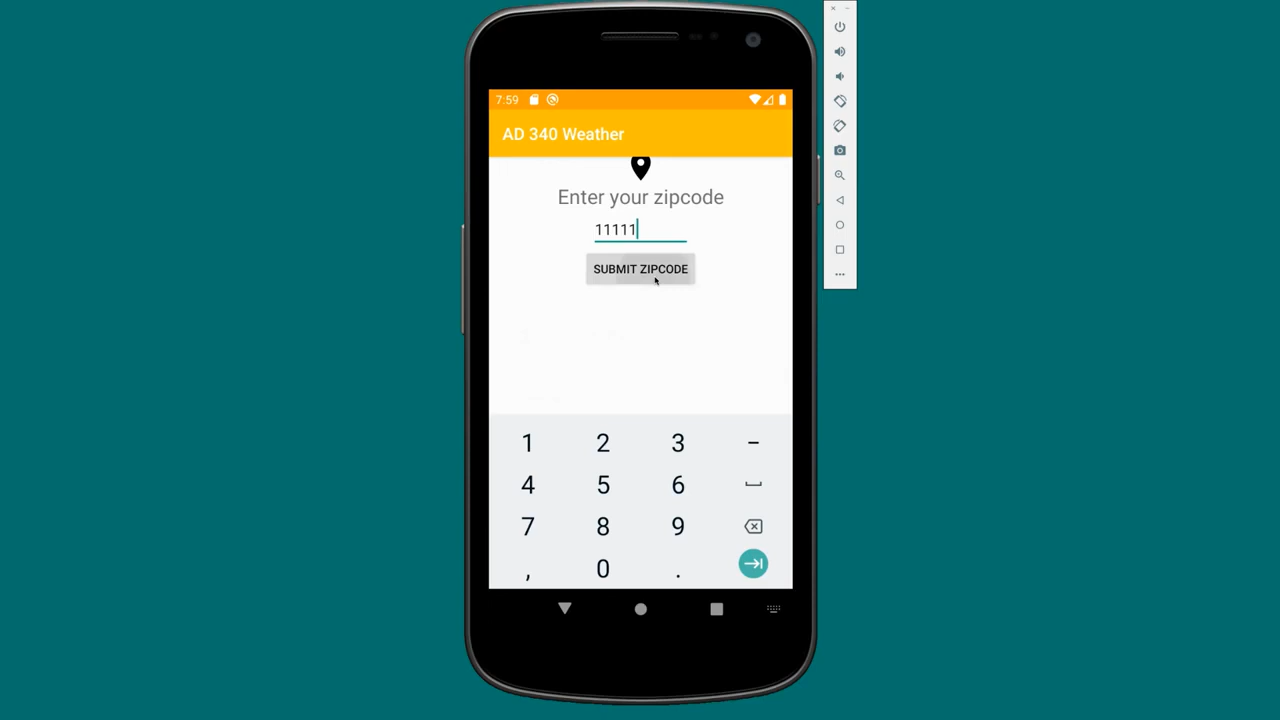 7:59
AD 340 Weather
Enter your zipcode
11111
SUBMIT ZIPCODE
1 2 3 -
4 5 6
7 8 9
, 0 .